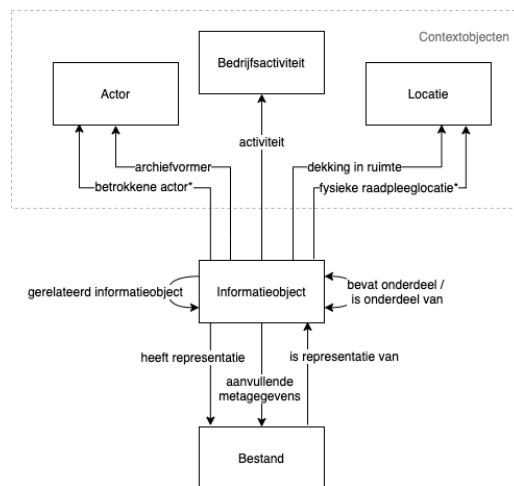 Contextobjecten
Bedrijfsactiviteit
Actor
Locatie
activiteit
archiefvormer
dekking in ruimte
betrokkene actor*
fysieke raadpleeglocatie*
gerelateerd informatieobject
Informatieobject
bevat onderdeel /
is onderdeel van
heeft representatie
is representatie van
aanvullende
metagegevens
Bestand